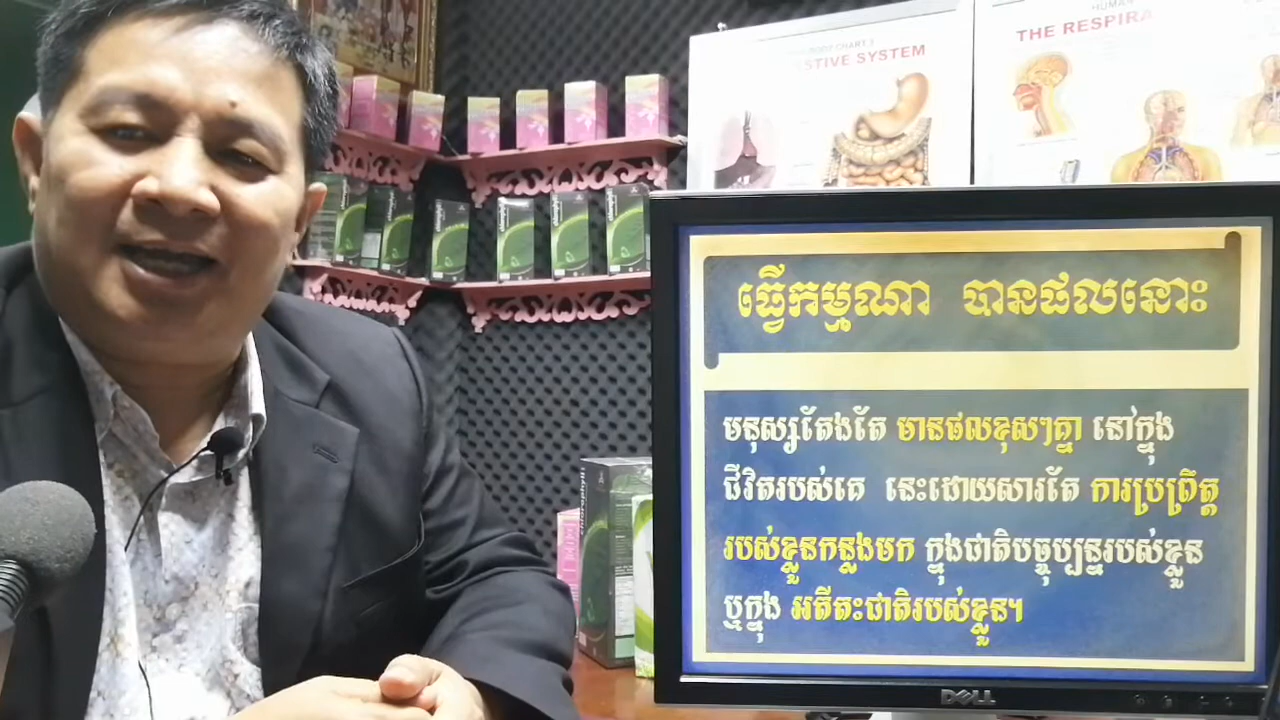 HUMAN
THE RESPIRA
BODY CHART 3
STIVE SYSTEM
ធ្វើកម្មណា បានផលនោះ
មនុស្សតែងតែ មានផលខុសៗគ្នា នៅក្នុង
ជីវិតរបស់គេ នេះដោយសារតែ ការប្រព្រឹត្ត
របស់ខ្លួនកន្លងមក ក្នុងជាតិបច្ចុប្បន្នរបស់ខ្លួន
ឬក្នុង អតីតះជាតិរបស់ខ្លួន។
chlorophyll
DELL